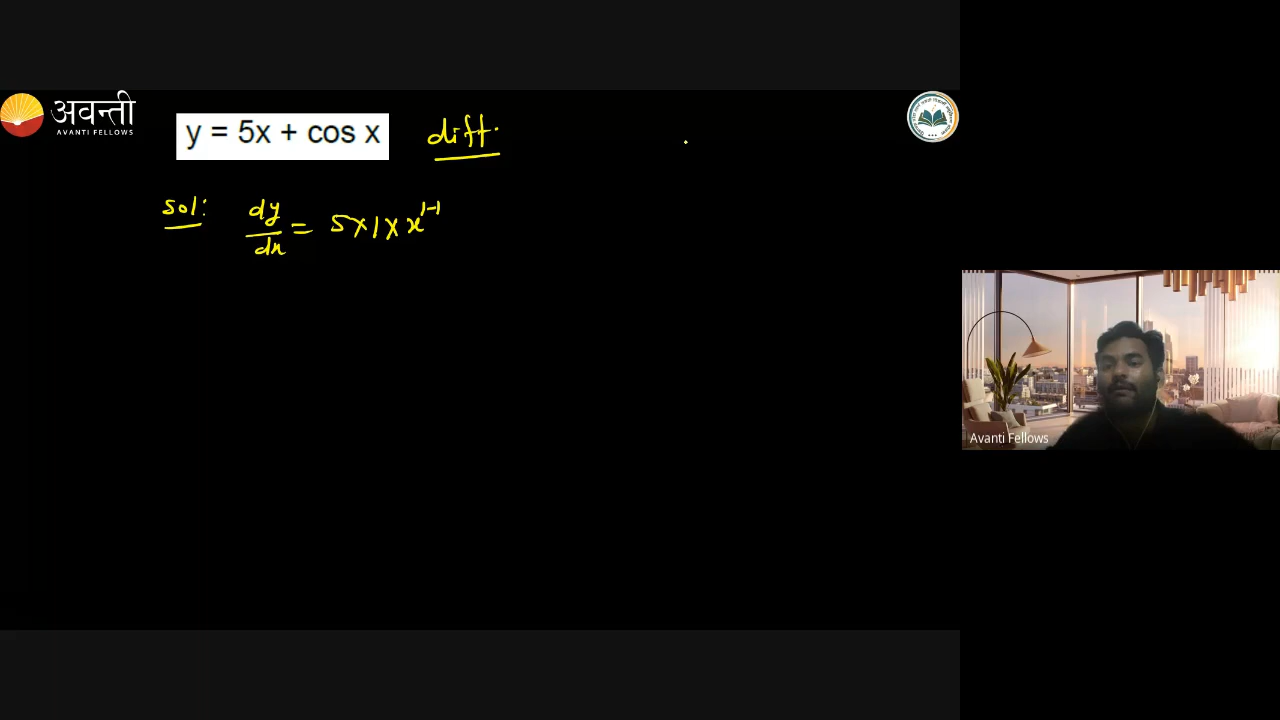 अवन्ती
AVANTI FELLOWS
y = 5x + cos x
diff.
Sol:
dy/dx = 5×1×x^1-1
Avanti Fellows